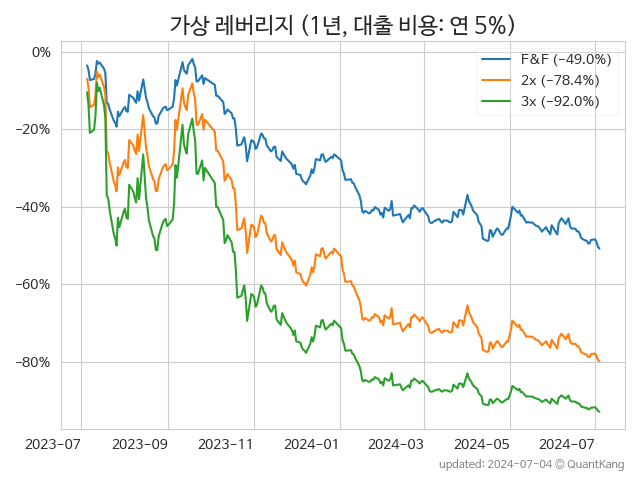 가상 레버리지 (1년, 대출 비용: 연 5%)
0%
−20%
−40%
−60%
−80%
F&F (−49.0%)
2x (−78.4%)
3x (−92.0%)
2023-07 2023-09 2023-11 2024-01 2024-03 2024-05 2024-07
updated: 2024-07-04 © QuantKang